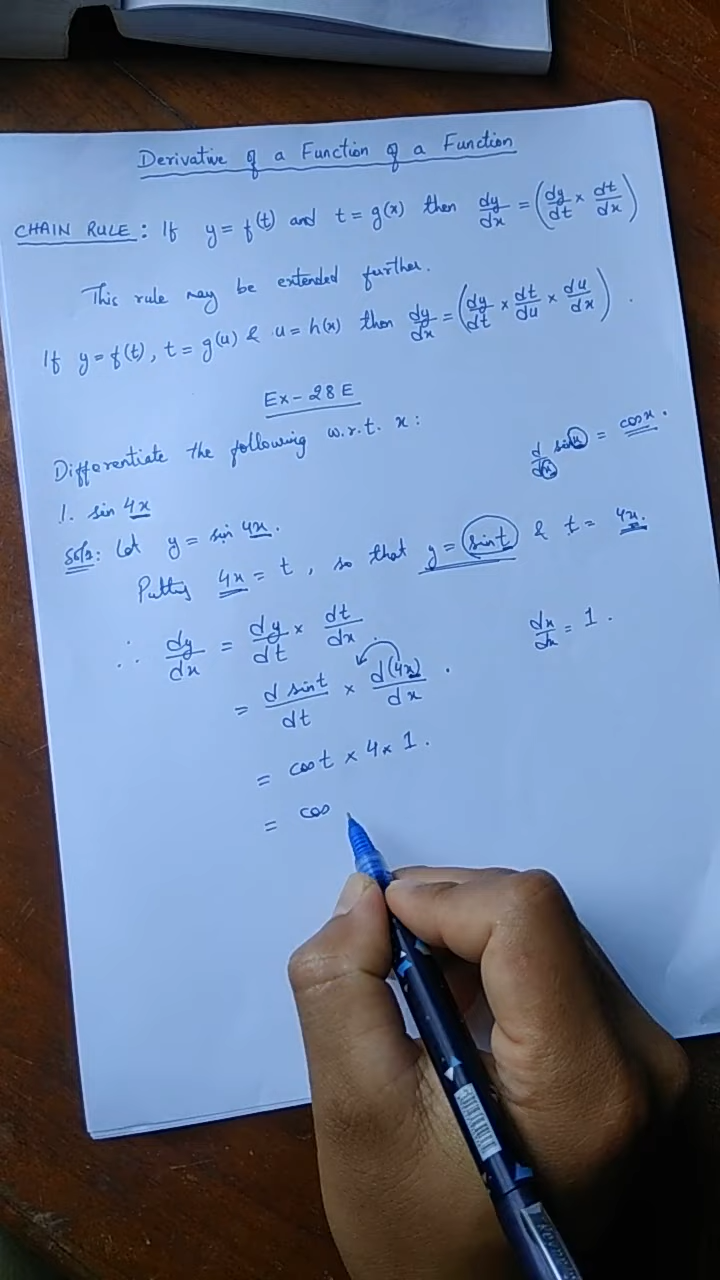 Derivative of a Function of a Function
CHAIN RULE : If y = f(t) and t = g(x) then dy/dx = (dy/dt × dt/dx)
This rule may be extended further.
If y = f(t), t = g(u) & u = h(x) then dy/dx = (dy/dt × dt/du × du/dx).
Ex-28E
Differentiate the following w.r.t. x :
d/dx sin x = cos x.
1. sin 4x
Soln: Let y = sin 4x.
Putting 4x = t, so that y = sin t & t = 4x.
∴ dy/dx = dy/dt × dt/dx.
dx/dx = 1.
= d sin t/dt × d(4x)/dx.
= cos t × 4 × 1.
= cos